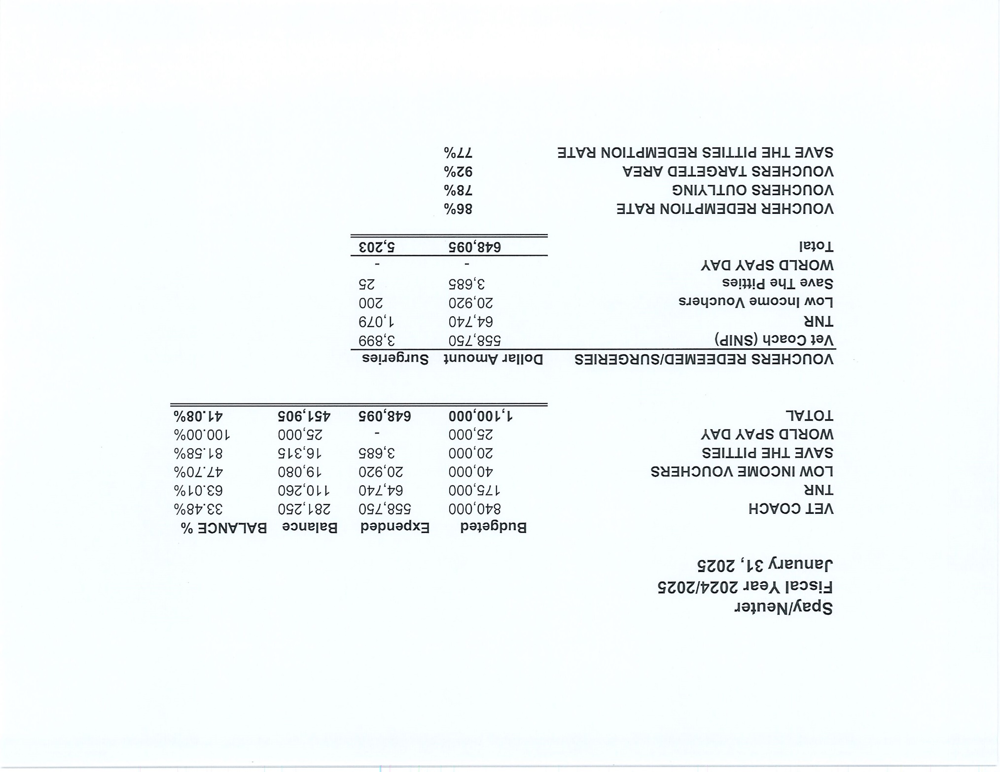 Spay/Neuter
Fiscal Year 2024/2025
January 31, 2025
Budgeted Expended Balance BALANCE %
VET COACH 840,000 558,750 281,250 33.48%
TNR 175,000 64,740 110,260 63.01%
LOW INCOME VOUCHERS 40,000 20,920 19,080 47.70%
SAVE THE PITTIES 20,000 3,685 16,315 81.58%
WORLD SPAY DAY 25,000 - 25,000 100.00%
TOTAL 1,100,000 648,095 451,905 41.08%
VOUCHERS REDEEMED/SURGERIES Dollar Amount Surgeries
Vet Coach (SNIP) 558,750 3,899
TNR 64,740 1,079
Low Income Vouchers 20,920 200
Save The Pitties 3,685 25
WORLD SPAY DAY - -
Total 648,095 5,203
VOUCHER REDEMPTION RATE 86%
VOUCHERS OUTLYING 78%
VOUCHERS TARGETED AREA 92%
SAVE THE PITTIES REDEMPTION RATE 77%